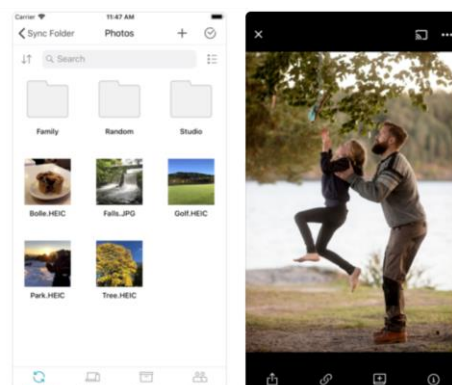 Carrier 11:47 AM
Sync Folder Photos
Search
Family Random Studio
Bolle.HEIC Falls.JPG Golf.HEIC
Park.HEIC Tree.HEIC